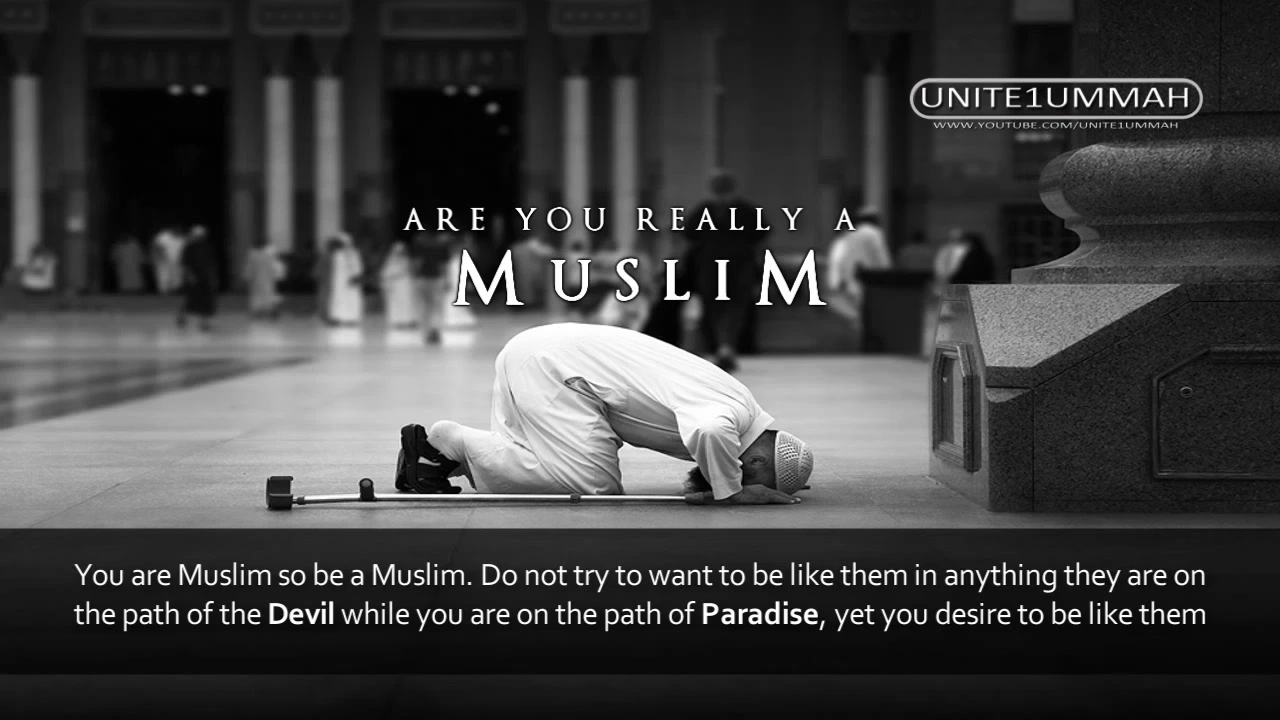 UNITE1UMMAH
WWW.YOUTUBE.COM/UNITE1UMMAH
ARE YOU REALLY A
MUSLIM
You are Muslim so be a Muslim. Do not try to want to be like them in anything they are on
the path of the Devil while you are on the path of Paradise, yet you desire to be like them